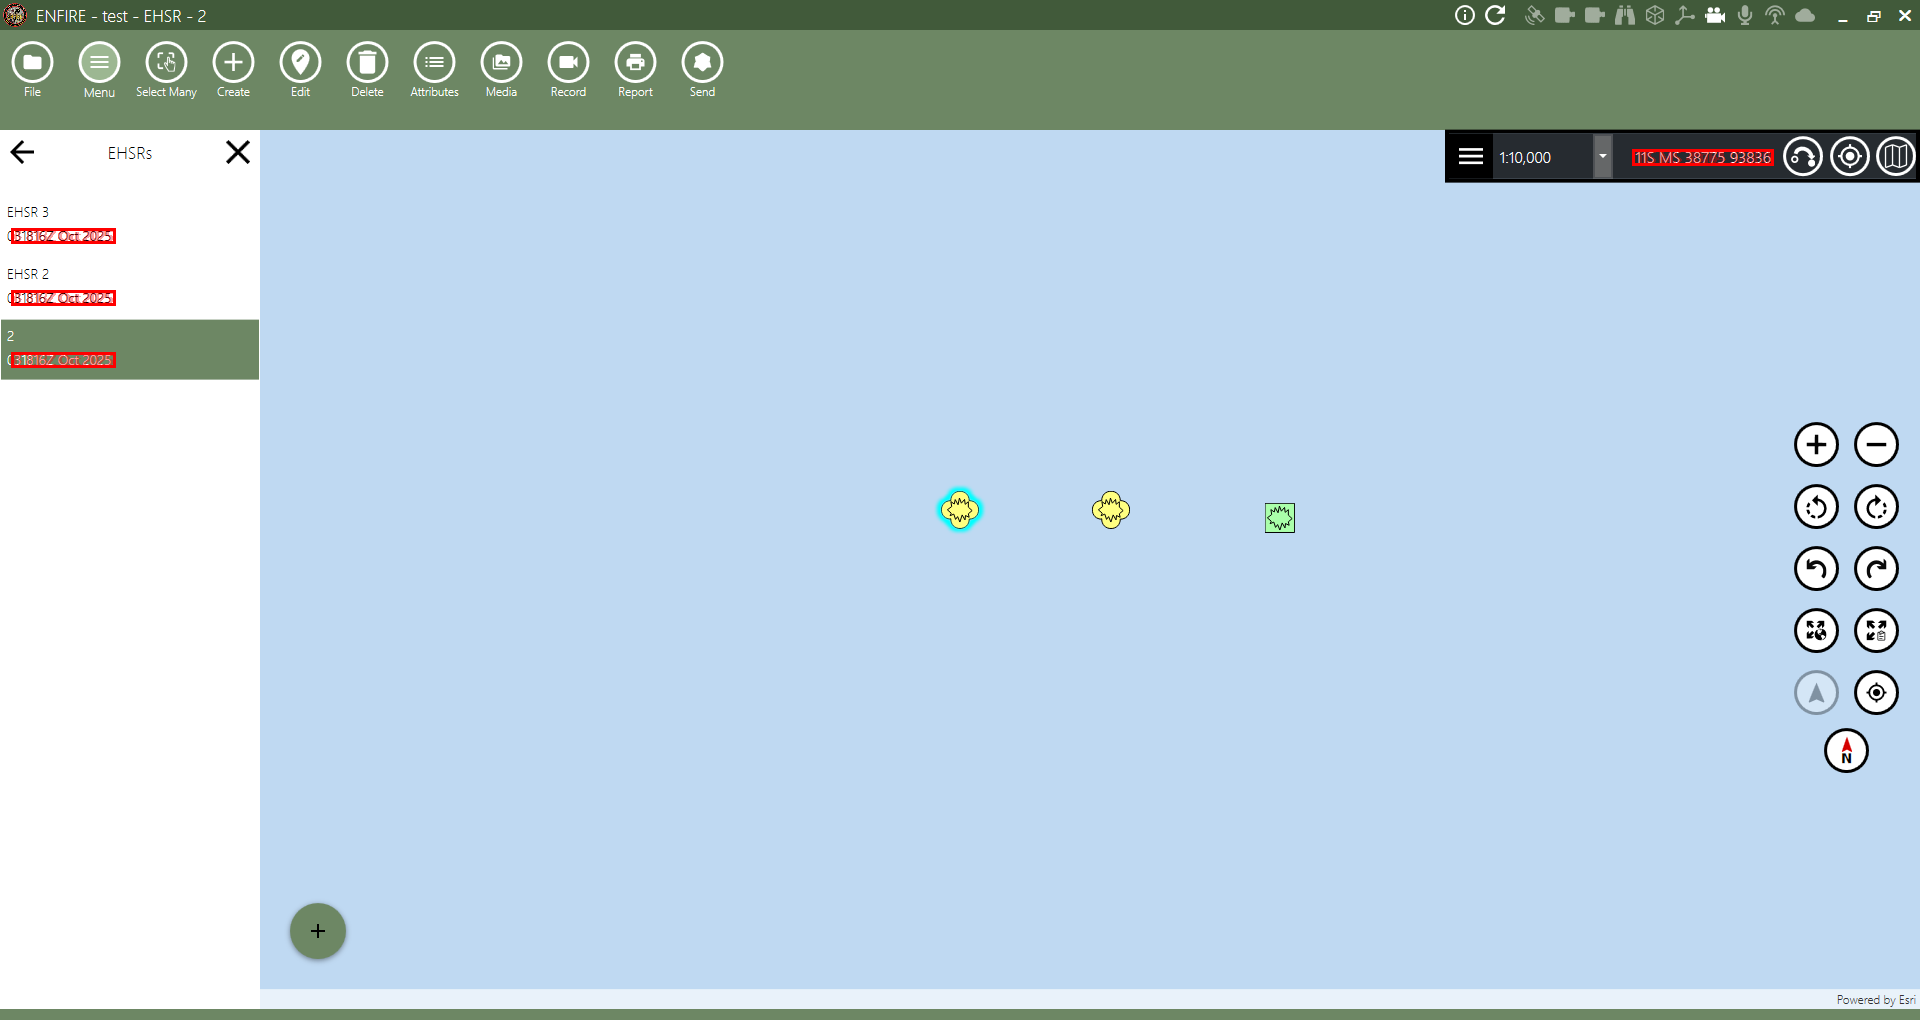 ENFIRE - test - EHSR - 2
File
Menu
Select Many
Create
Edit
Delete
Attributes
Media
Record
Report
Send
EHSRs
1:10,000
11S MS 38775 93836
EHSR 3
031816Z Oct 2025
EHSR 2
031816Z Oct 2025
2
031816Z Oct 2025
N
Powered by Esri